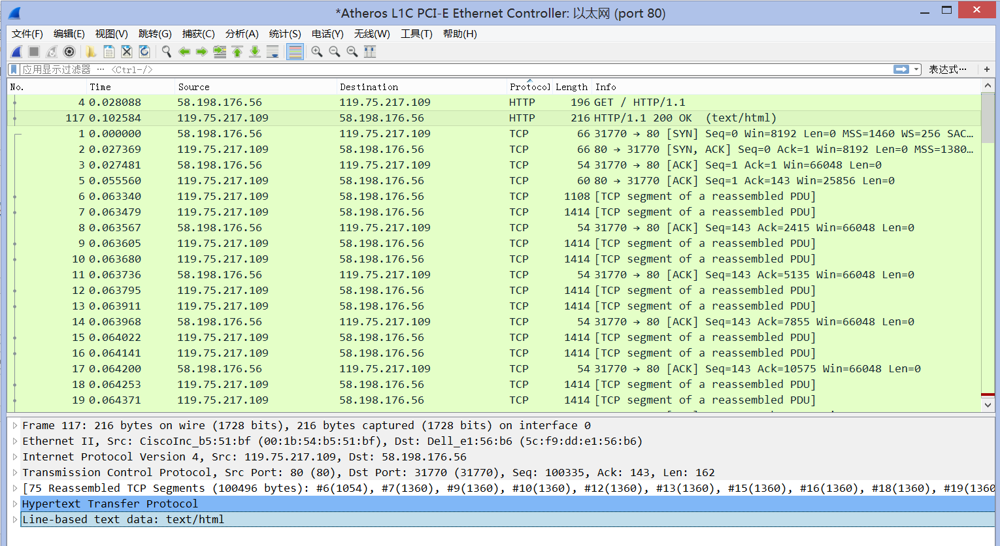 *Atheros L1C PCI-E Ethernet Controller: 以太网 (port 80)
文件(F) 编辑(E) 视图(V) 跳转(G) 捕获(C) 分析(A) 统计(S) 电话(Y) 无线(W) 工具(T) 帮助(H)
应用显示过滤器 … <Ctrl-/> 表达式… +
No. Time Source Destination Protocol Length Info
4 0.028088 58.198.176.56 119.75.217.109 HTTP 196 GET / HTTP/1.1
117 0.102584 119.75.217.109 58.198.176.56 HTTP 216 HTTP/1.1 200 OK (text/html)
1 0.000000 58.198.176.56 119.75.217.109 TCP 66 31770 → 80 [SYN] Seq=0 Win=8192 Len=0 MSS=1460 WS=256 SAC…
2 0.027369 119.75.217.109 58.198.176.56 TCP 66 80 → 31770 [SYN, ACK] Seq=0 Ack=1 Win=8192 Len=0 MSS=1380…
3 0.027481 58.198.176.56 119.75.217.109 TCP 54 31770 → 80 [ACK] Seq=1 Ack=1 Win=66048 Len=0
5 0.055560 119.75.217.109 58.198.176.56 TCP 60 80 → 31770 [ACK] Seq=1 Ack=143 Win=25856 Len=0
6 0.063340 119.75.217.109 58.198.176.56 TCP 1108 [TCP segment of a reassembled PDU]
7 0.063479 119.75.217.109 58.198.176.56 TCP 1414 [TCP segment of a reassembled PDU]
8 0.063567 58.198.176.56 119.75.217.109 TCP 54 31770 → 80 [ACK] Seq=143 Ack=2415 Win=66048 Len=0
9 0.063605 119.75.217.109 58.198.176.56 TCP 1414 [TCP segment of a reassembled PDU]
10 0.063680 119.75.217.109 58.198.176.56 TCP 1414 [TCP segment of a reassembled PDU]
11 0.063736 58.198.176.56 119.75.217.109 TCP 54 31770 → 80 [ACK] Seq=143 Ack=5135 Win=66048 Len=0
12 0.063795 119.75.217.109 58.198.176.56 TCP 1414 [TCP segment of a reassembled PDU]
13 0.063911 119.75.217.109 58.198.176.56 TCP 1414 [TCP segment of a reassembled PDU]
14 0.063968 58.198.176.56 119.75.217.109 TCP 54 31770 → 80 [ACK] Seq=143 Ack=7855 Win=66048 Len=0
15 0.064022 119.75.217.109 58.198.176.56 TCP 1414 [TCP segment of a reassembled PDU]
16 0.064141 119.75.217.109 58.198.176.56 TCP 1414 [TCP segment of a reassembled PDU]
17 0.064200 58.198.176.56 119.75.217.109 TCP 54 31770 → 80 [ACK] Seq=143 Ack=10575 Win=66048 Len=0
18 0.064253 119.75.217.109 58.198.176.56 TCP 1414 [TCP segment of a reassembled PDU]
19 0.064371 119.75.217.109 58.198.176.56 TCP 1414 [TCP segment of a reassembled PDU]
Frame 117: 216 bytes on wire (1728 bits), 216 bytes captured (1728 bits) on interface 0
Ethernet II, Src: CiscoInc_b5:51:bf (00:1b:54:b5:51:bf), Dst: Dell_e1:56:b6 (5c:f9:dd:e1:56:b6)
Internet Protocol Version 4, Src: 119.75.217.109, Dst: 58.198.176.56
Transmission Control Protocol, Src Port: 80 (80), Dst Port: 31770 (31770), Seq: 100335, Ack: 143, Len: 162
[75 Reassembled TCP Segments (100496 bytes): #6(1054), #7(1360), #9(1360), #10(1360), #12(1360), #13(1360), #15(1360), #16(1360), #18(1360), #19(1360
Hypertext Transfer Protocol
Line-based text data: text/html